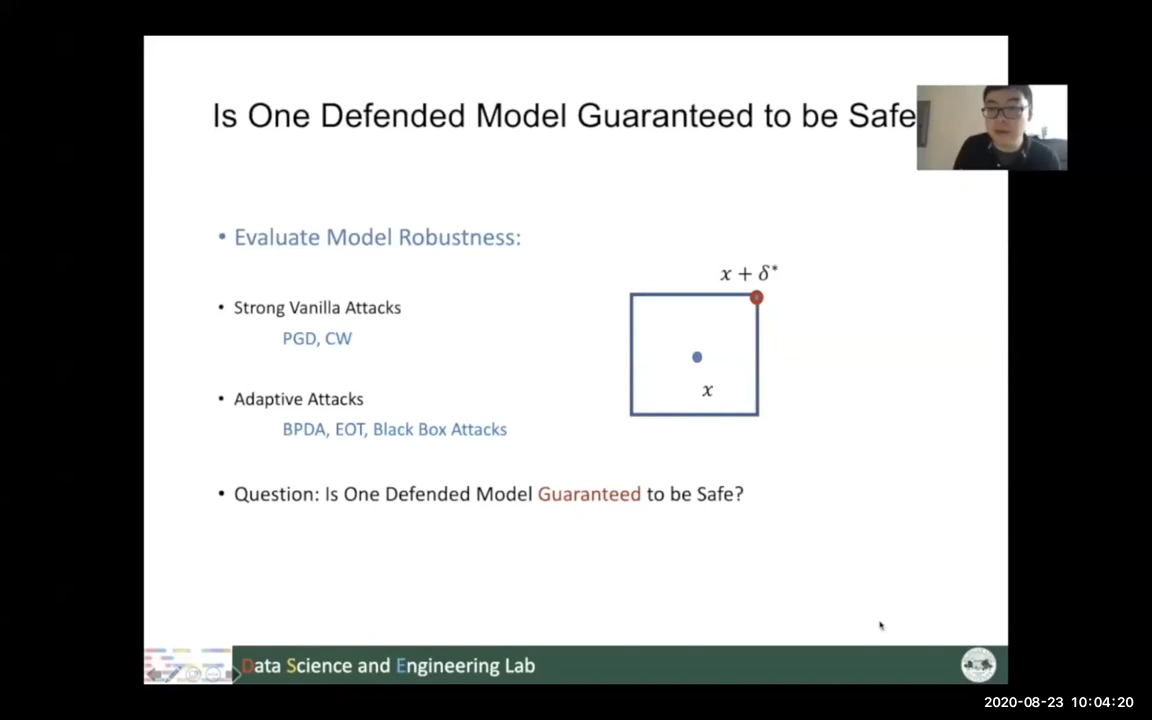 Is One Defended Model Guaranteed to be Safe
• Evaluate Model Robustness:
x + δ*
• Strong Vanilla Attacks
PGD, CW
x
• Adaptive Attacks
BPDA, EOT, Black Box Attacks
• Question: Is One Defended Model Guaranteed to be Safe?
Data Science and Engineering Lab
2020-08-23 10:04:20